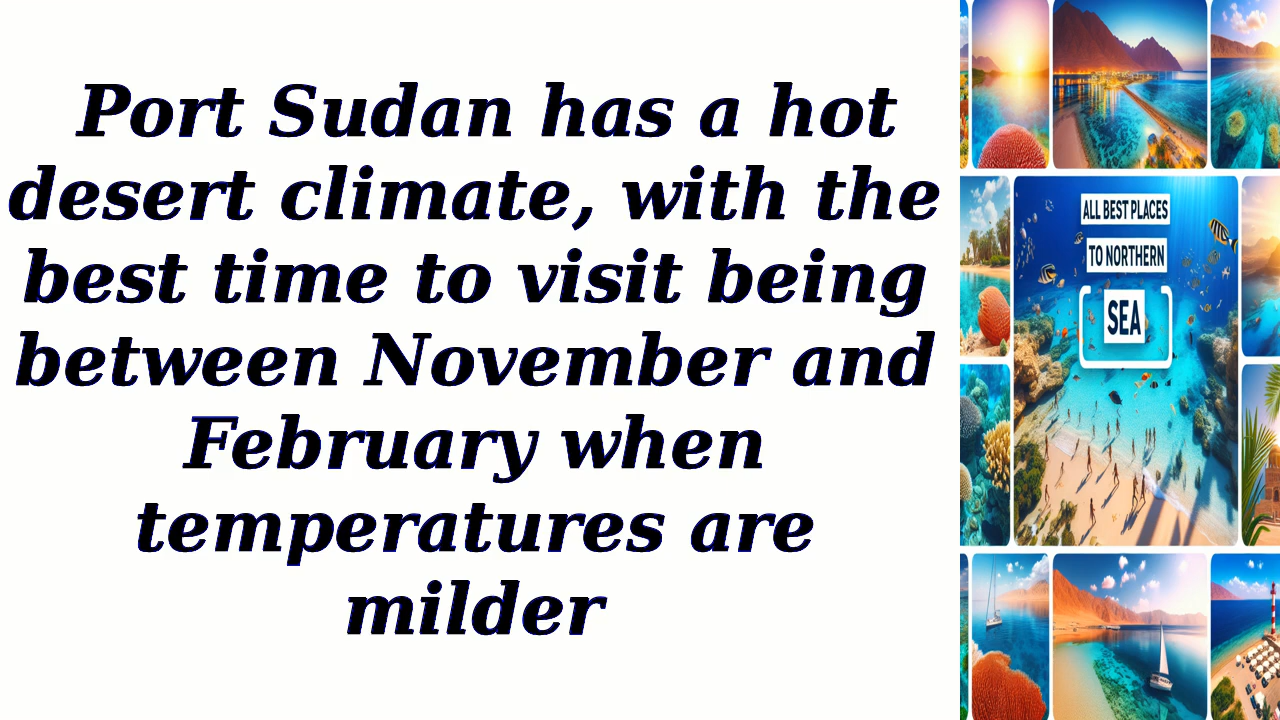 Port Sudan has a hot
desert climate, with the
best time to visit being
between November and
February when
temperatures are
milder
ALL BEST PLACES
TO NORTHERN
SEA